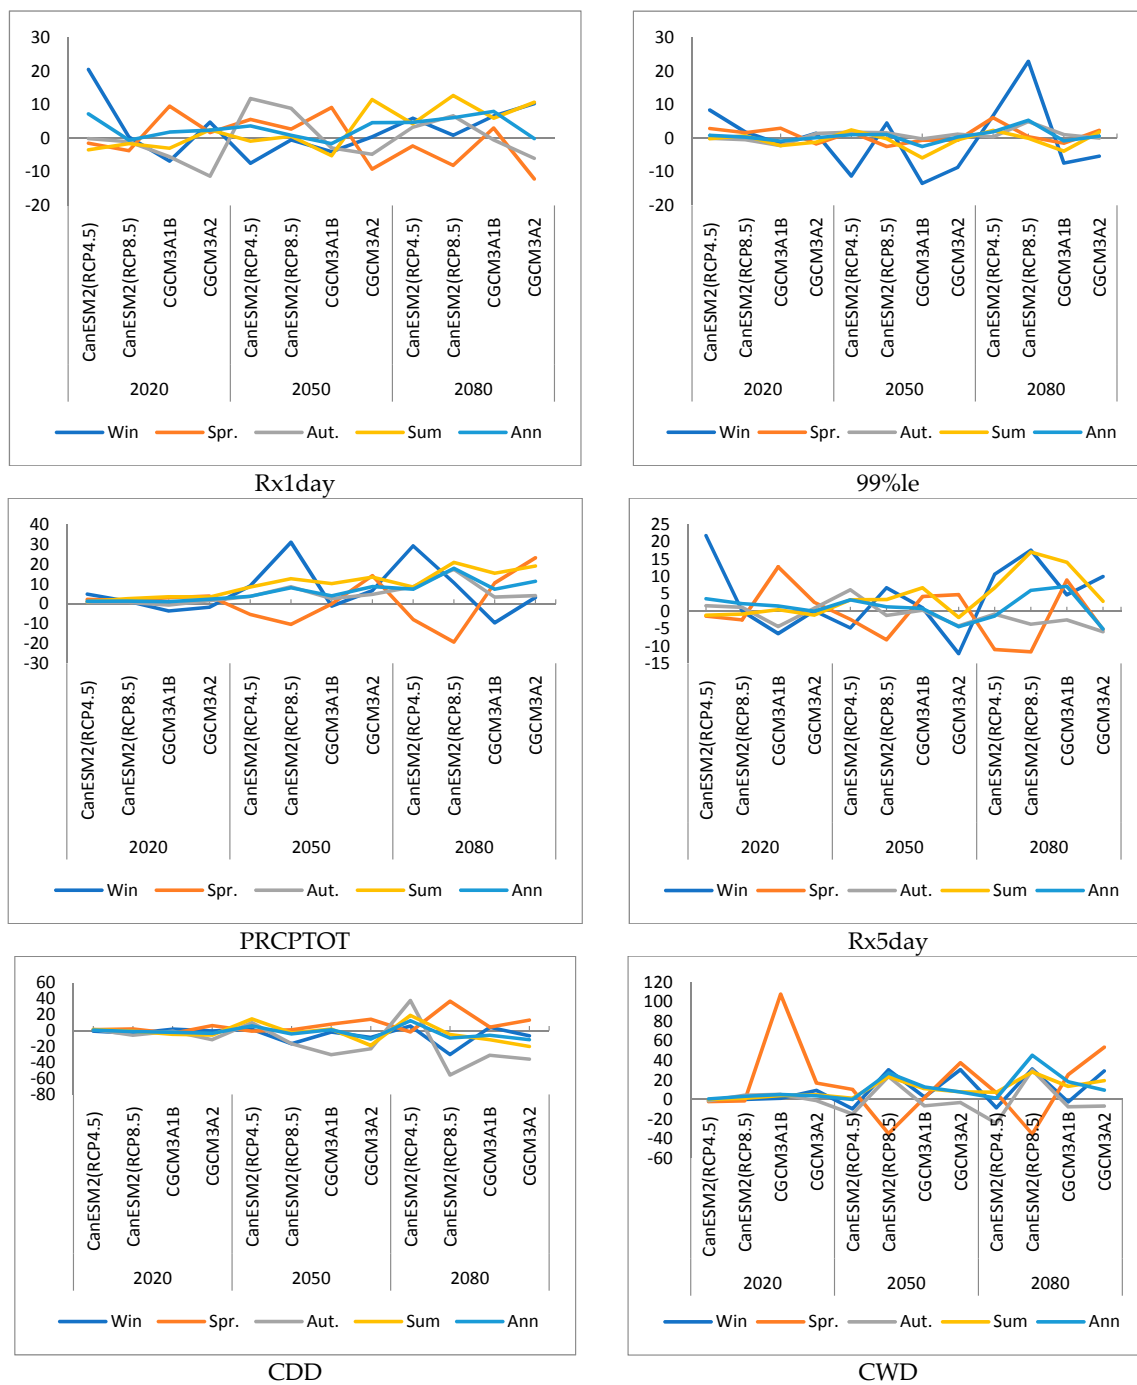 30
20
10
0
-10
-20
CanESM2(RCP4.5)
CanESM2(RCP8.5)
CGCM3A1B
CGCM3A2
CanESM2(RCP4.5)
CanESM2(RCP8.5)
CGCM3A1B
CGCM3A2
CanESM2(RCP4.5)
CanESM2(RCP8.5)
CGCM3A1B
CGCM3A2
2020 2050 2080
Win Spr. Aut. Sum Ann
Rx1day
30
20
10
0
-10
-20
CanESM2(RCP4.5)
CanESM2(RCP8.5)
CGCM3A1B
CGCM3A2
CanESM2(RCP4.5)
CanESM2(RCP8.5)
CGCM3A1B
CGCM3A2
CanESM2(RCP4.5)
CanESM2(RCP8.5)
CGCM3A1B
CGCM3A2
2020 2050 2080
Win Spr. Aut. Sum Ann
99%le
40
30
20
10
0
-10
-20
-30
CanESM2(RCP4.5)
CanESM2(RCP8.5)
CGCM3A1B
CGCM3A2
CanESM2(RCP4.5)
CanESM2(RCP8.5)
CGCM3A1B
CGCM3A2
CanESM2(RCP4.5)
CanESM2(RCP8.5)
CGCM3A1B
CGCM3A2
2020 2050 2080
Win Spr. Aut. Sum Ann
PRCPTOT
25
20
15
10
5
0
-5
-10
-15
CanESM2(RCP4.5)
CanESM2(RCP8.5)
CGCM3A1B
CGCM3A2
CanESM2(RCP4.5)
CanESM2(RCP8.5)
CGCM3A1B
CGCM3A2
CanESM2(RCP4.5)
CanESM2(RCP8.5)
CGCM3A1B
CGCM3A2
2020 2050 2080
Win Spr. Aut. Sum Ann
Rx5day
60
40
20
0
-20
-40
-60
-80
CanESM2(RCP4.5)
CanESM2(RCP8.5)
CGCM3A1B
CGCM3A2
CanESM2(RCP4.5)
CanESM2(RCP8.5)
CGCM3A1B
CGCM3A2
CanESM2(RCP4.5)
CanESM2(RCP8.5)
CGCM3A1B
CGCM3A2
2020 2050 2080
Win Spr. Aut. Sum Ann
CDD
120
100
80
60
40
20
0
-20
-40
-60
CanESM2(RCP4.5)
CanESM2(RCP8.5)
CGCM3A1B
CGCM3A2
CanESM2(RCP4.5)
CanESM2(RCP8.5)
CGCM3A1B
CGCM3A2
CanESM2(RCP4.5)
CanESM2(RCP8.5)
CGCM3A1B
CGCM3A2
2020 2050 2080
Win Spr. Aut. Sum Ann
CWD